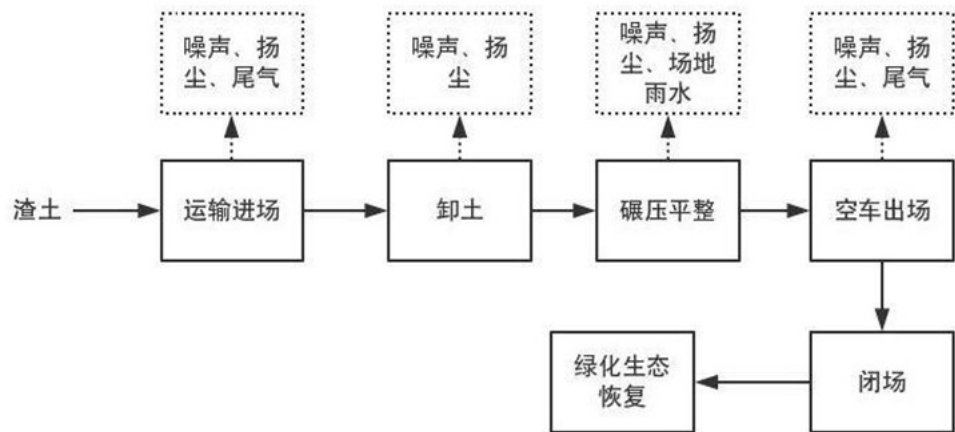 噪声、扬
尘、尾气
噪声、扬
尘
噪声、扬
尘、场地
雨水
噪声、扬
尘、尾气
渣土
运输进场
卸土
碾压平整
空车出场
绿化生态
恢复
闭场